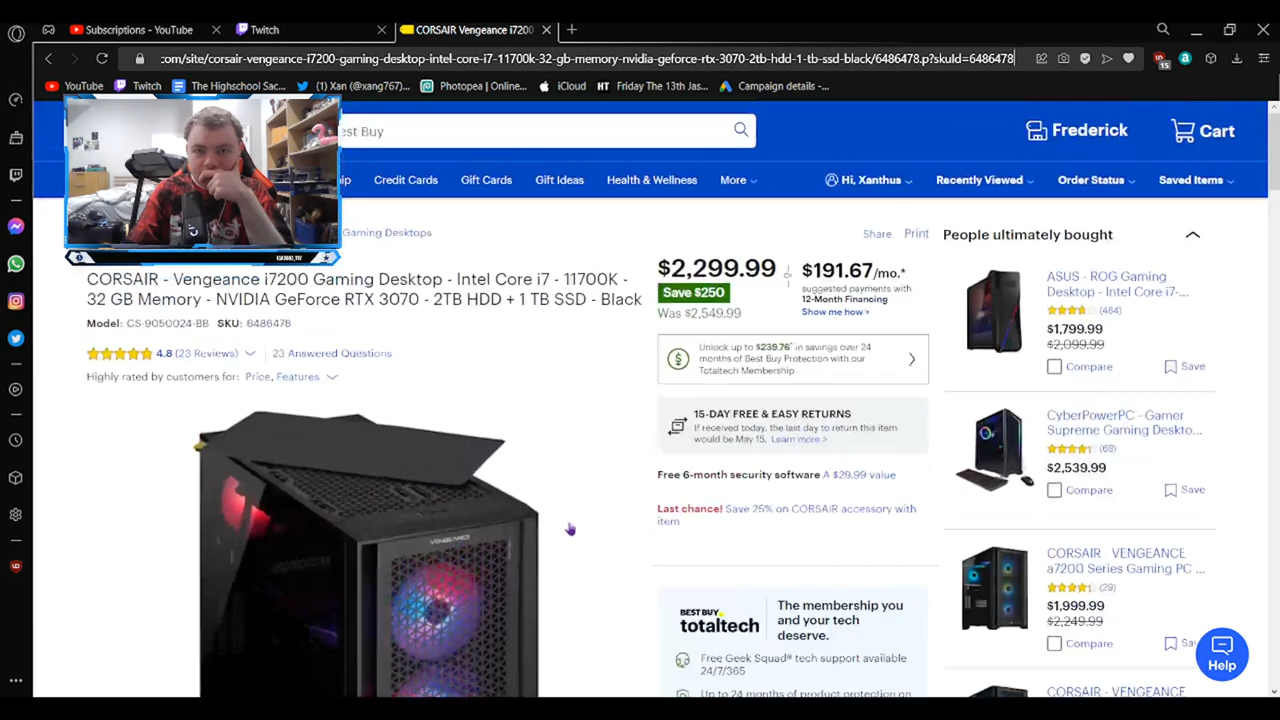 Subscriptions - YouTube
Twitch
CORSAIR Vengeance i7200
.com/site/corsair-vengeance-i7200-gaming-desktop-intel-core-i7-11700k-32-gb-memory-nvidia-geforce-rtx-3070-2tb-hdd-1-tb-ssd-black/6486478.p?skuId=6486478
15
YouTube
Twitch
The Highschool Sac...
(1) Xan (@xang767)...
Photopea | Online...
iCloud
HT Friday The 13th Jas...
Campaign details -...
est Buy
Frederick
Cart
Credit Cards
Gift Cards
Gift Ideas
Health & Wellness
More
Hi, Xanthus
Recently Viewed
Order Status
Saved Items
Gaming Desktops
Share
Print
CORSAIR - Vengeance i7200 Gaming Desktop - Intel Core i7 - 11700K -
32 GB Memory - NVIDIA GeForce RTX 3070 - 2TB HDD + 1 TB SSD - Black
Model: CS-9050024-BB SKU: 6486478
4.8 (23 Reviews)
23 Answered Questions
Highly rated by customers for: Price, Features
VENGEANCE
$2,299.99
Save $250
Was $2,549.99
or
$191.67/mo.*
suggested payments with
12-Month Financing
Show me how >
Unlock up to $239.76* in savings over 24
months of Best Buy Protection with our
Totaltech Membership
15-DAY FREE & EASY RETURNS
If received today, the last day to return this item
would be May 15. Learn more >
Free 6-month security software A $29.99 value
Last chance! Save 25% on CORSAIR accessory with
item
BEST BUY
totaltech
The membership you
and your tech
deserve.
Free Geek Squad® tech support available
24/7/365
Up to 24 months of product protection on
People ultimately bought
ASUS - ROG Gaming
Desktop - Intel Core i7-...
(484)
$1,799.99
$2,099.99
Compare
Save
CyberPowerPC - Gamer
Supreme Gaming Deskto...
(68)
$2,539.99
Compare
Save
CORSAIR - VENGEANCE
a7200 Series Gaming PC ...
(29)
$1,999.99
$2,249.99
Compare
CORSAIR - VENGEANCE
Help